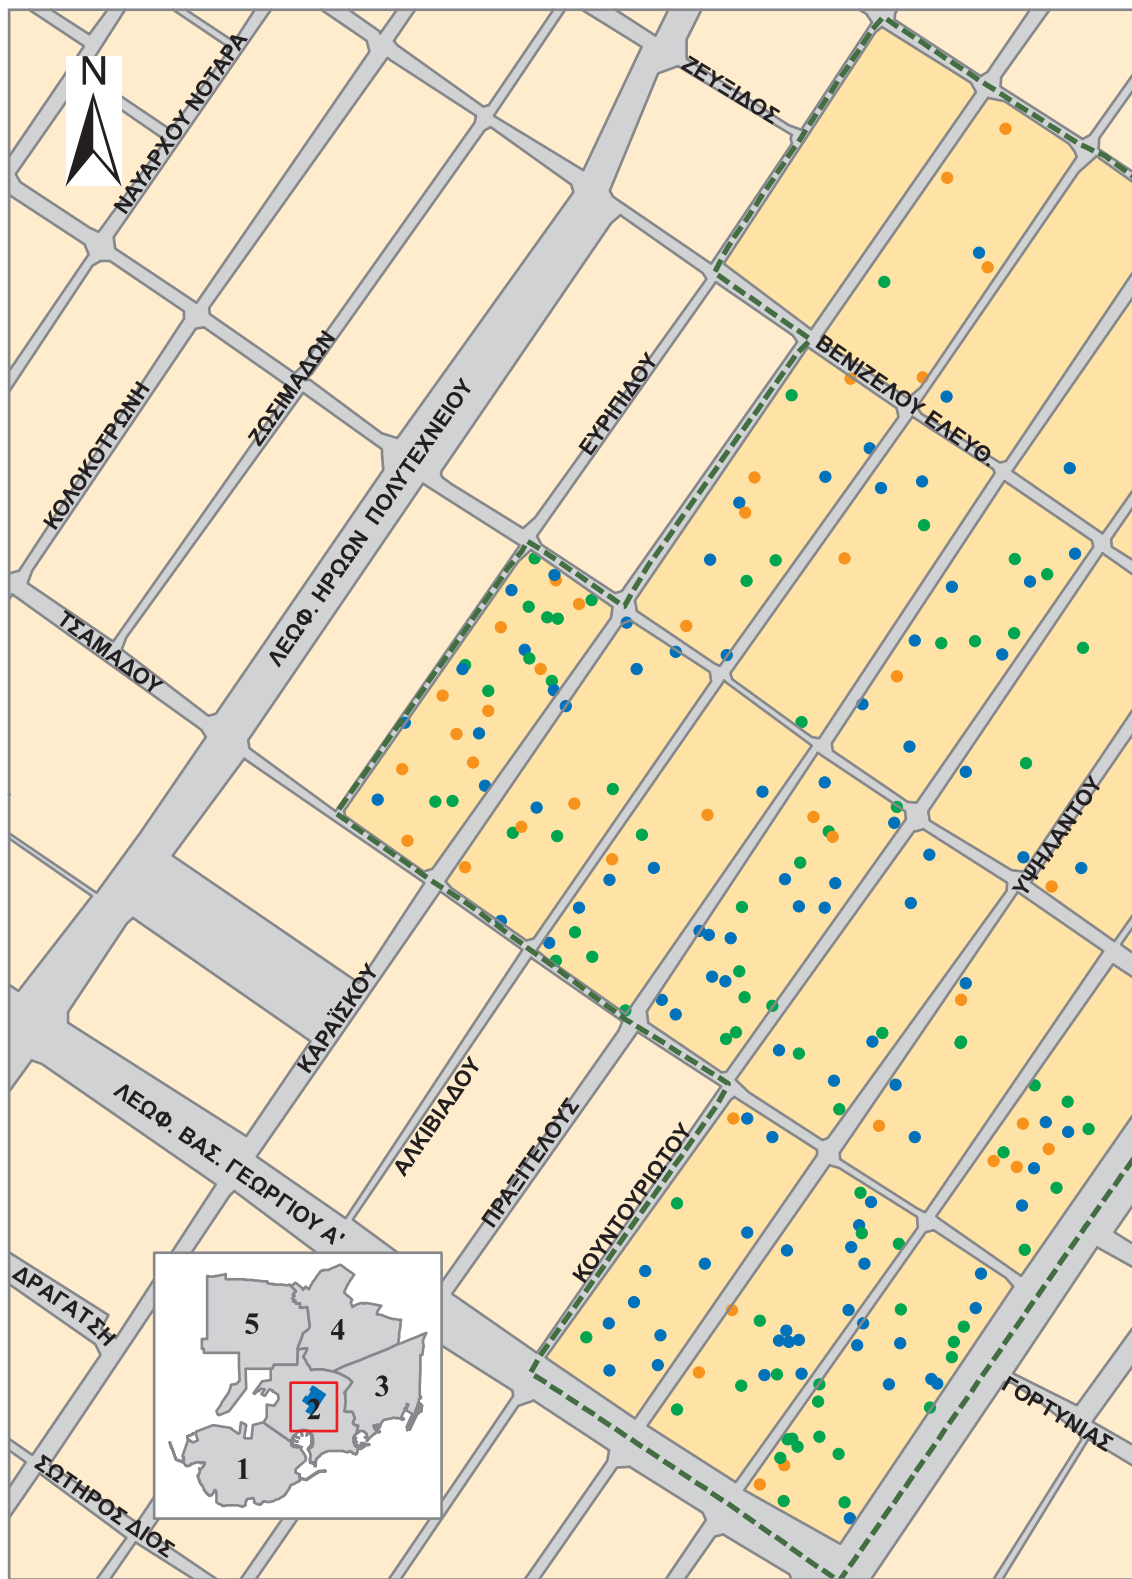 N
ΝΑΥΑΡΧΟΥ ΝΟΤΑΡΑ
ΖΕΥΞΙΔΟΣ
ΒΕΝΙΖΕΛΟΥ ΕΛΕΥΘ.
ΚΟΛΟΚΟΤΡΩΝΗ
ΖΩΣΙΜΑΔΩΝ
ΛΕΩΦ. ΗΡΩΩΝ ΠΟΛΥΤΕΧΝΕΙΟΥ
ΕΥΡΙΠΙΔΟΥ
ΤΣΑΜΑΔΟΥ
ΥΨΗΛΑΝΤΟΥ
ΚΑΡΑΪΣΚΟΥ
ΑΛΚΙΒΙΑΔΟΥ
ΠΡΑΞΙΤΕΛΟΥΣ
ΚΟΥΝΤΟΥΡΙΩΤΟΥ
ΛΕΩΦ. ΒΑΣ. ΓΕΩΡΓΙΟΥ Α'
ΔΡΑΓΑΤΣΗ
5
4
3
2
1
ΓΟΡΤΥΝΙΑΣ
ΣΩΤΗΡΟΣ ΔΙΟΣ